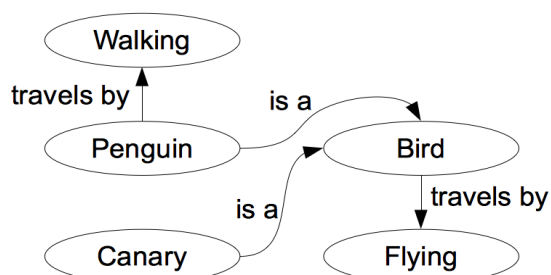 Walking
travels by
is a
Penguin
Bird
travels by
is a
Canary
Flying